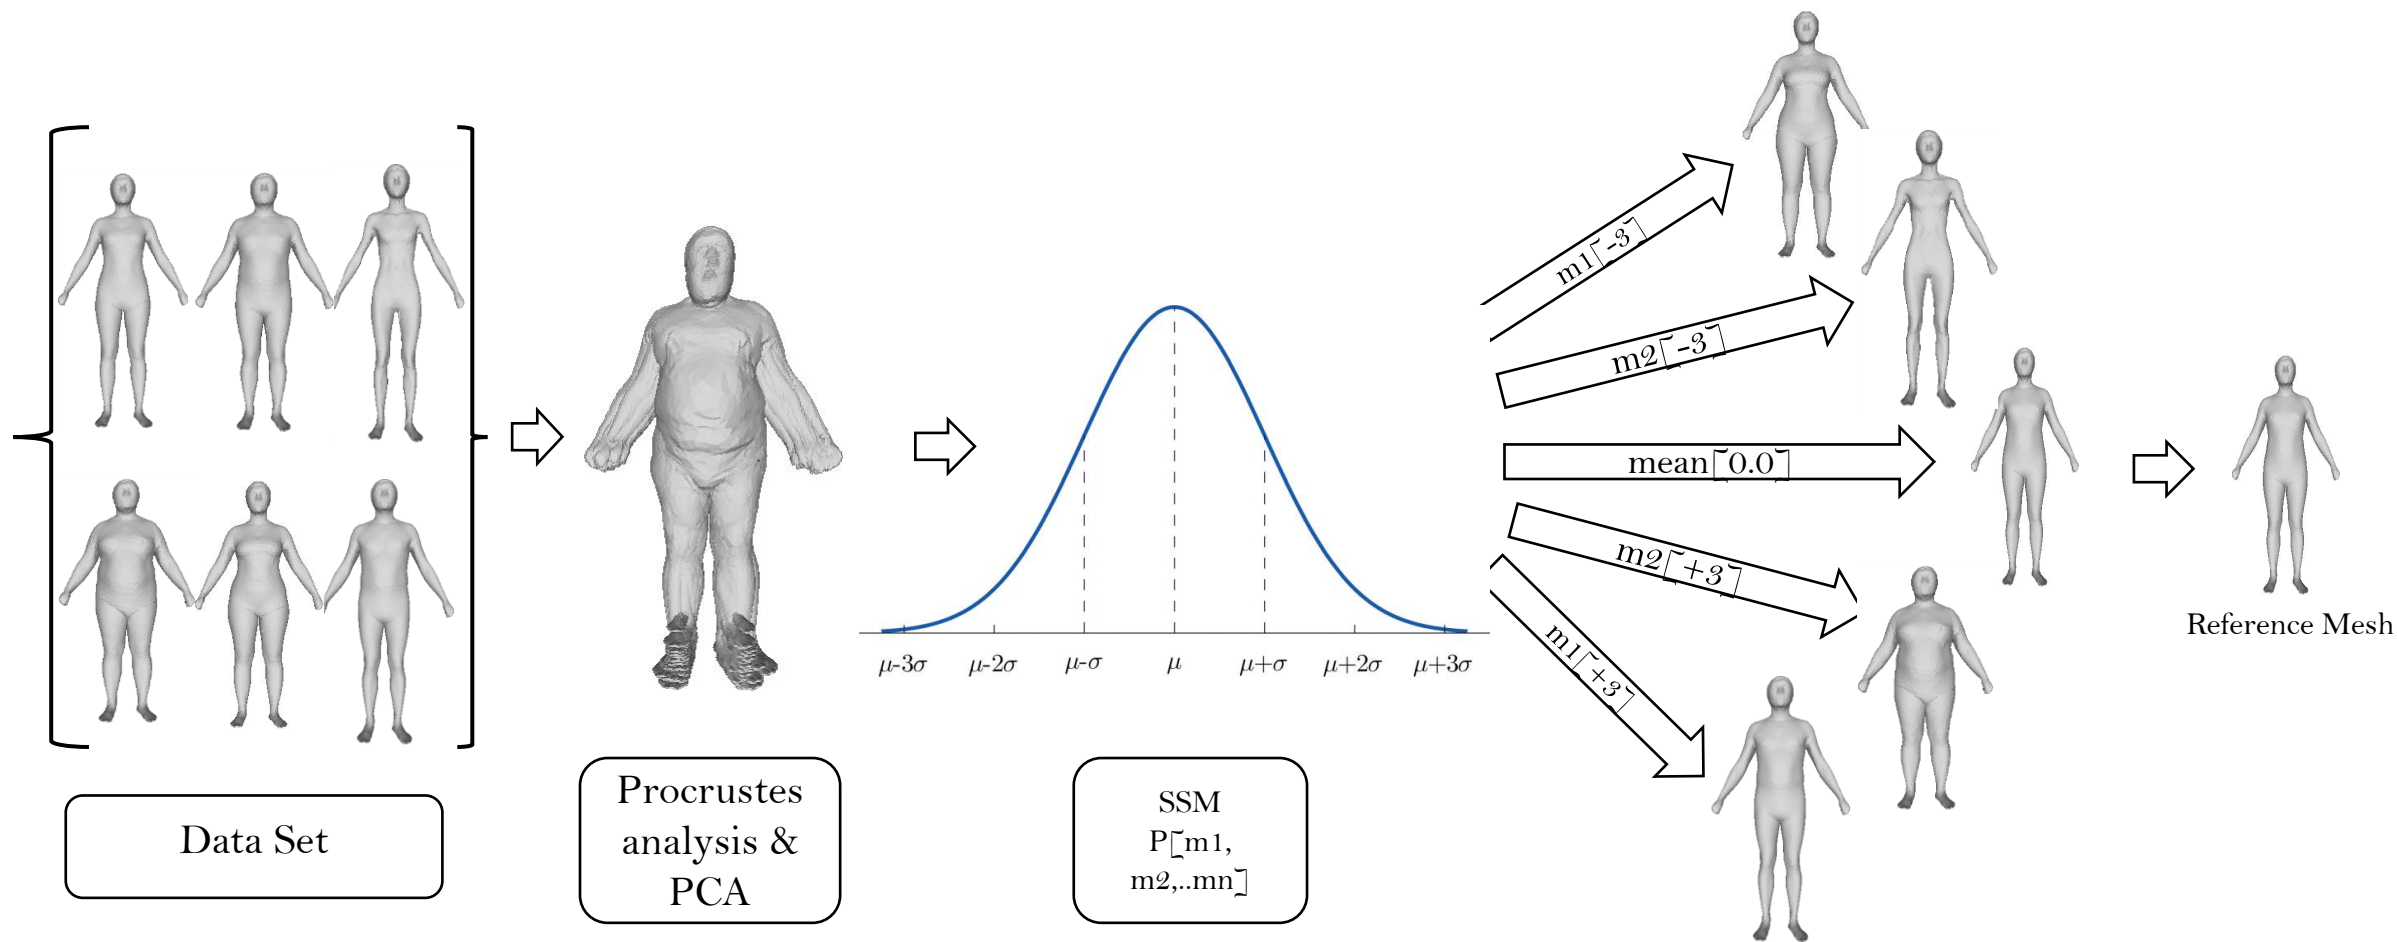 m1[-3]
m2[-3]
mean[0.0]
m2[+3]
m1[+3]
Reference Mesh
μ-3σ μ-2σ μ-σ μ μ+σ μ+2σ μ+3σ
Data Set
Procrustes
analysis &
PCA
SSM
P[m1,
m2,..mn]